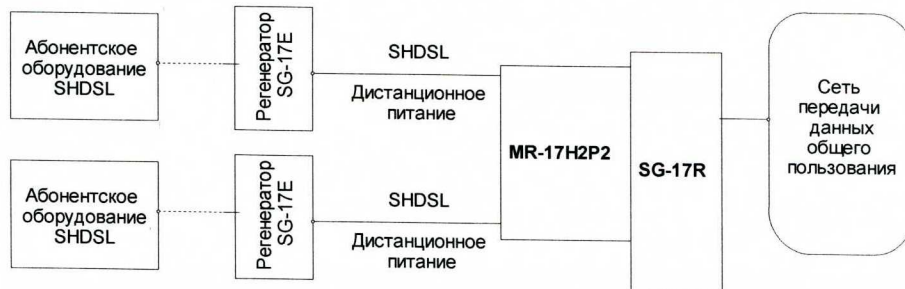 Абонентское
оборудование
SHDSL
Регенератор
SG-17E
SHDSL
Дистанционное
питание
MR-17H2P2
SG-17R
Сеть
передачи
данных
общего
пользования
Абонентское
оборудование
SHDSL
Регенератор
SG-17E
SHDSL
Дистанционное
питание